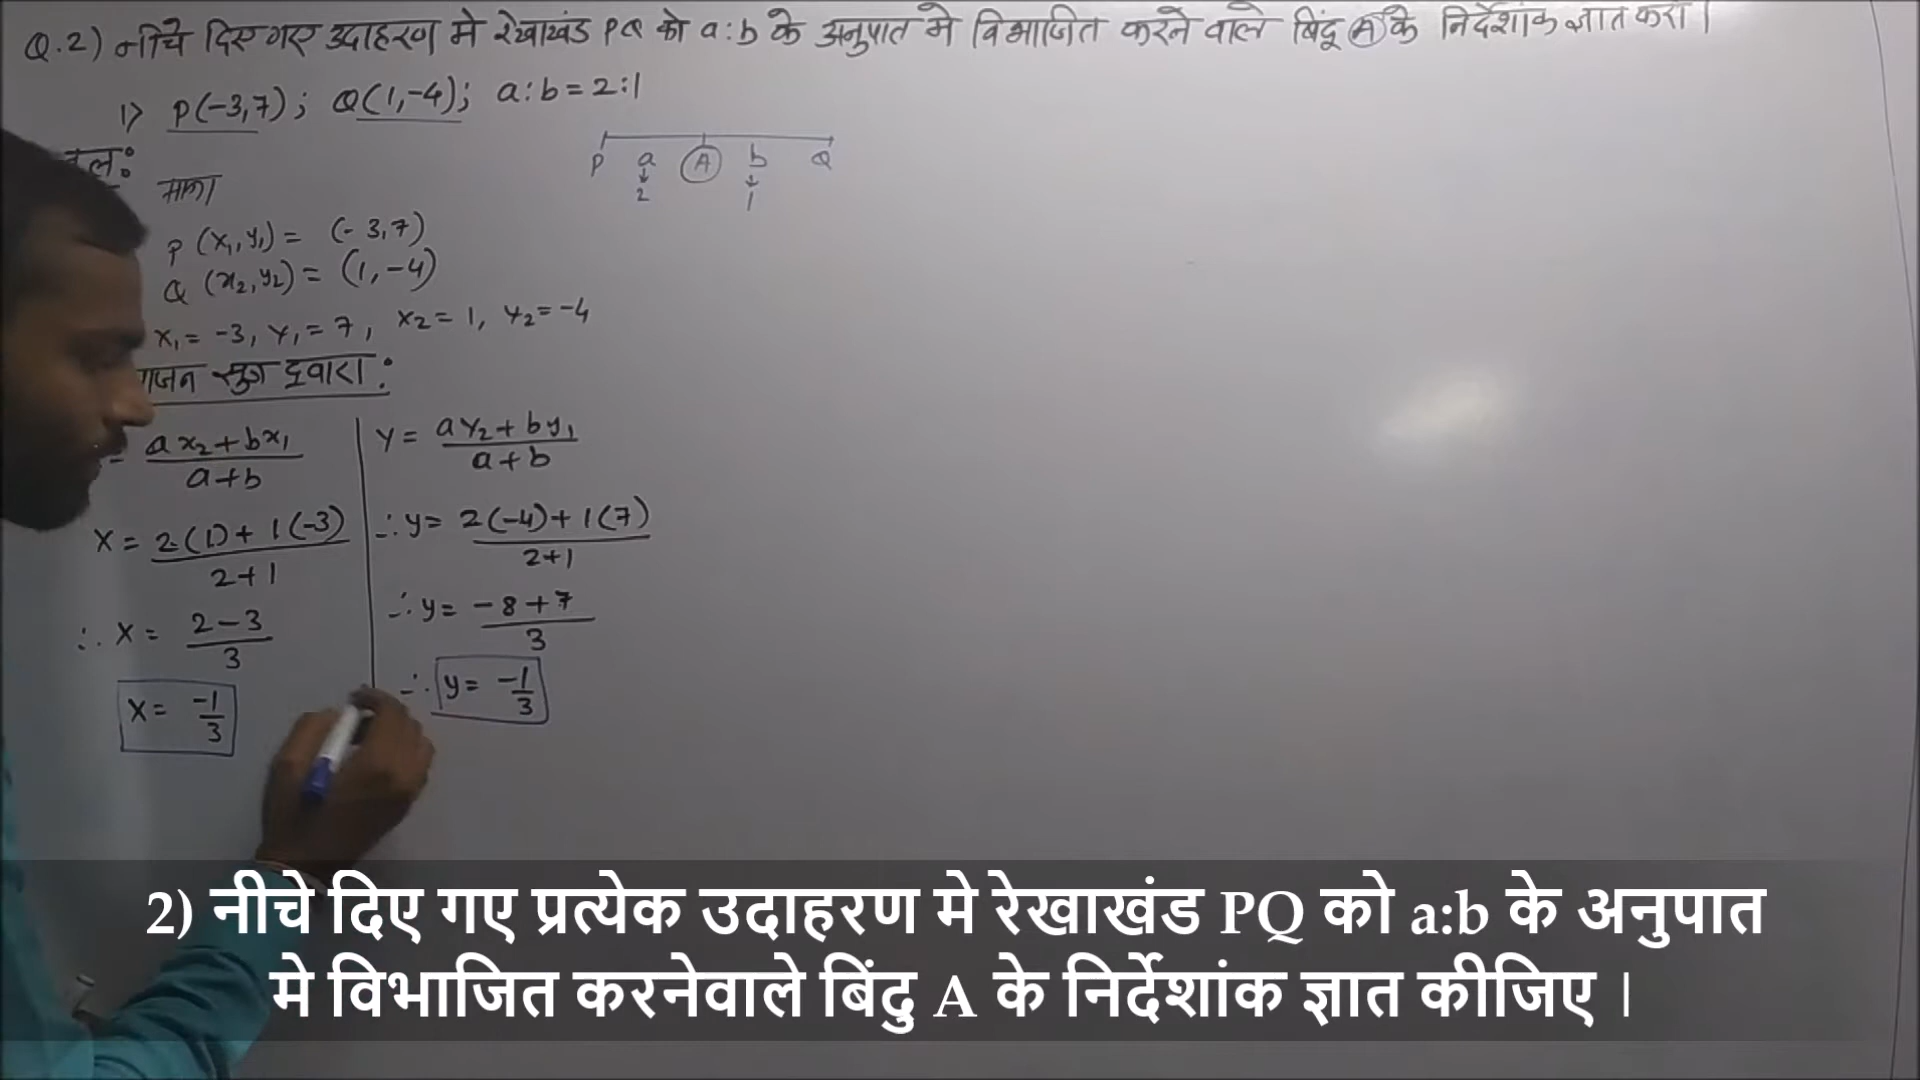 Q.2) नीचे दिए गए उदाहरण मे रेखाखंड PQ को a:b के अनुपात मे विभाजित करने वाले बिंदू A के निर्देशांक ज्ञात करो।
1) P(-3,7); Q(1,-4); a:b=2:1
P a A b Q
2 1
माना
P (x₁,y₁) = (-3,7)
Q (x₂,y₂) = (1,-4)
x₁ = -3, y₁ = 7, x₂ = 1, y₂ = -4
सुत्र द्वारा :
ax₂+bx₁ / a+b
y = ay₂+by₁ / a+b
x = 2(1)+1(-3) / 2+1
∴ y = 2(-4)+1(7) / 2+1
∴ x = 2-3 / 3
∴ y = -8+7 / 3
x = -1/3
∴ y = -1/3
2) नीचे दिए गए प्रत्येक उदाहरण मे रेखाखंड PQ को a:b के अनुपात
मे विभाजित करनेवाले बिंदु A के निर्देशांक ज्ञात कीजिए ।